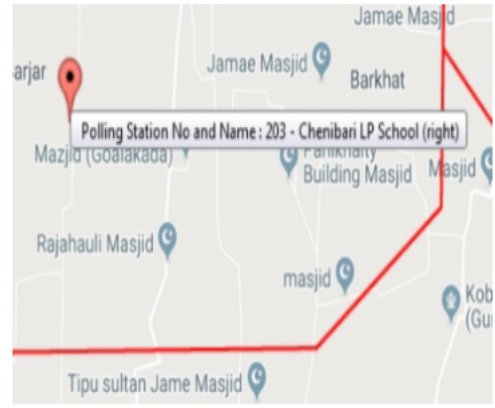 Jamae Masjid
Jamae Masjid
arjar
Barkhat
Polling Station No and Name : 203 - Chenibari LP School (right)
Mazjid (Goalakada)
Building Masjid
Masjid
Rajahauli Masjid
masjid
Kob
(Gu
Tipu sultan Jame Masjid